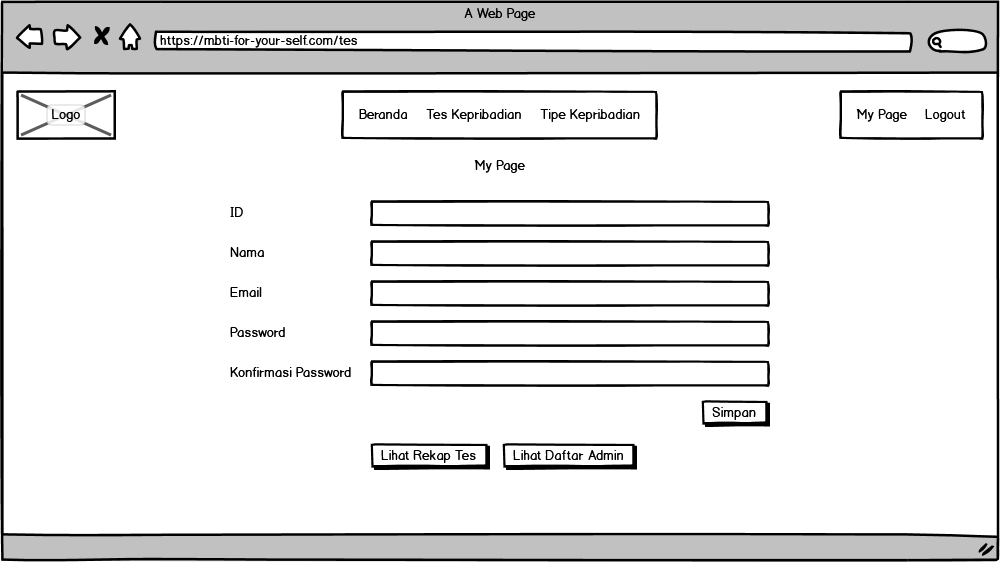 A Web Page
https://mbti-for-your-self.com/tes
Logo
Beranda Tes Kepribadian Tipe Kepribadian
My Page Logout
My Page
ID
Nama
Email
Password
Konfirmasi Password
Simpan
Lihat Rekap Tes Lihat Daftar Admin